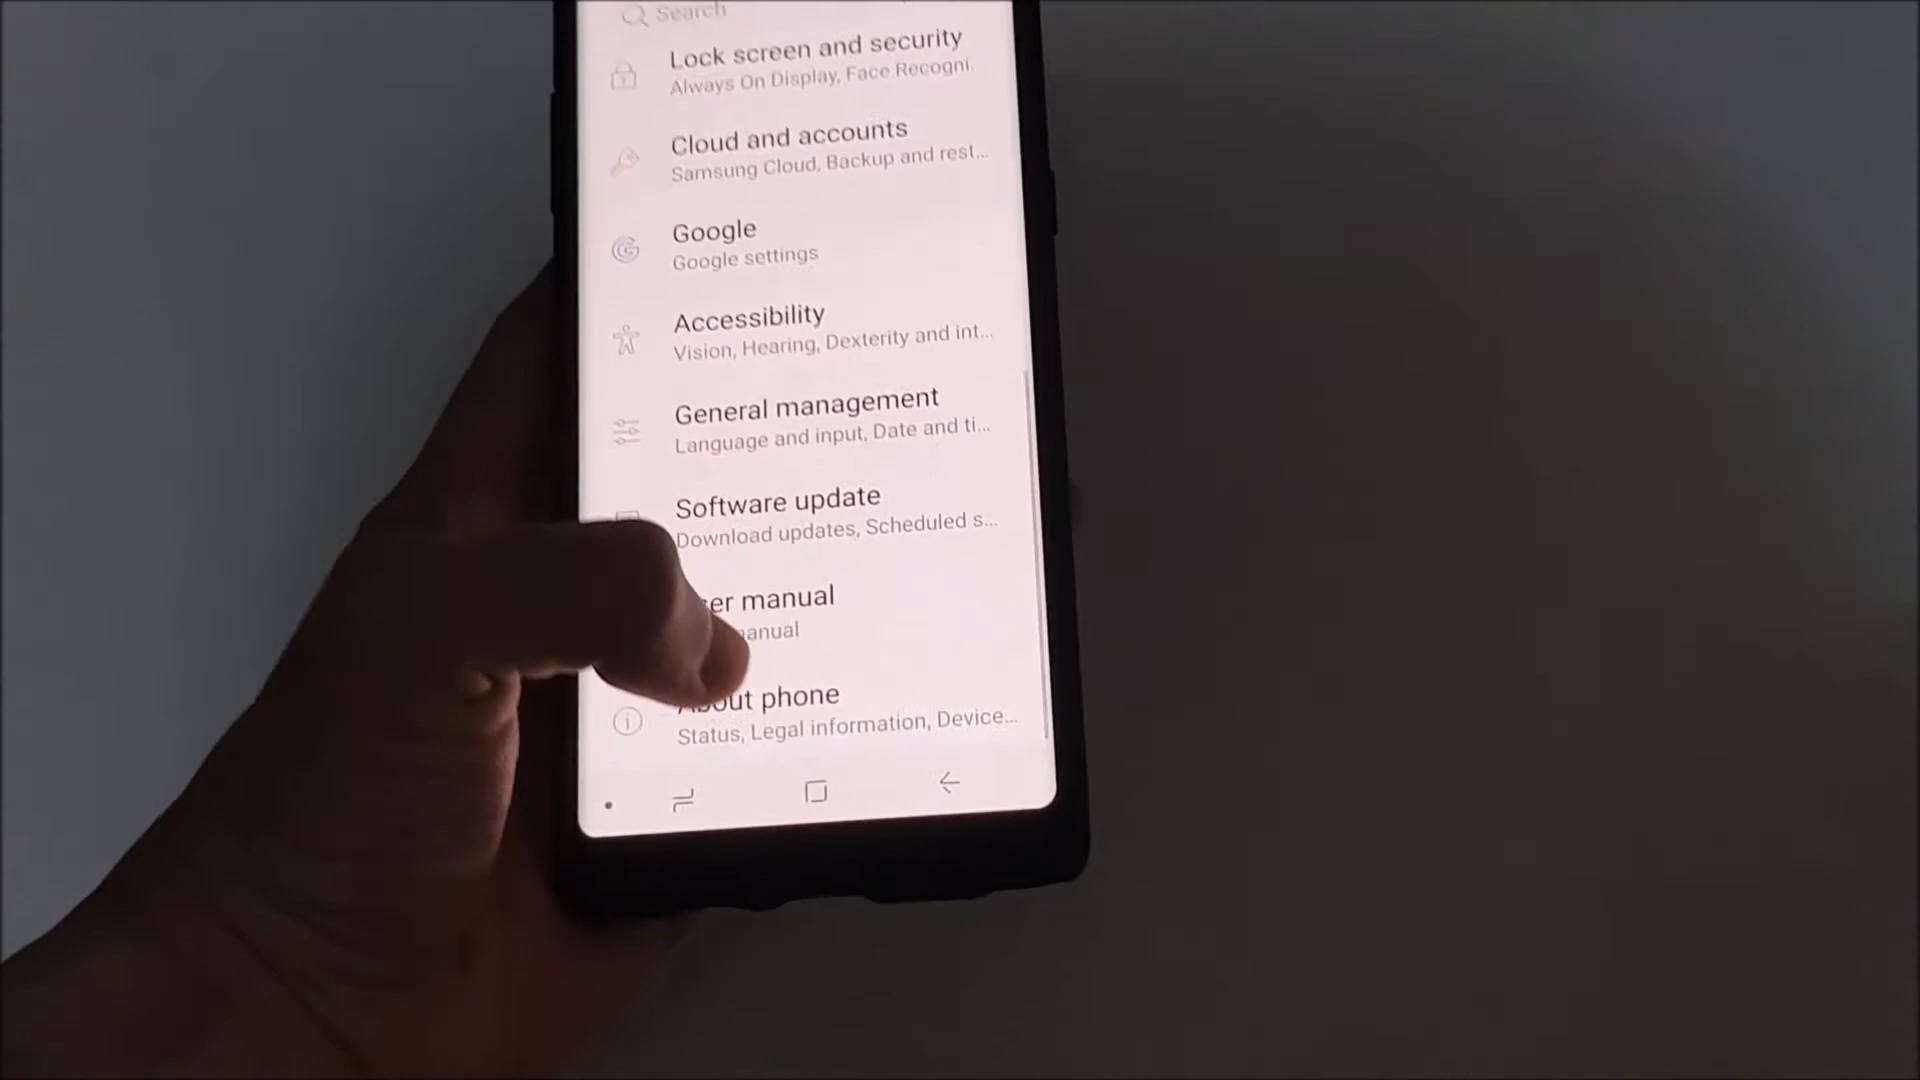 Search
Lock screen and security
Always On Display, Face Recogni.
Cloud and accounts
Samsung Cloud, Backup and rest...
Google
Google settings
Accessibility
Vision, Hearing, Dexterity and int...
General management
Language and input, Date and ti...
Software update
Download updates, Scheduled s...
er manual
anual
About phone
Status, Legal information, Device...